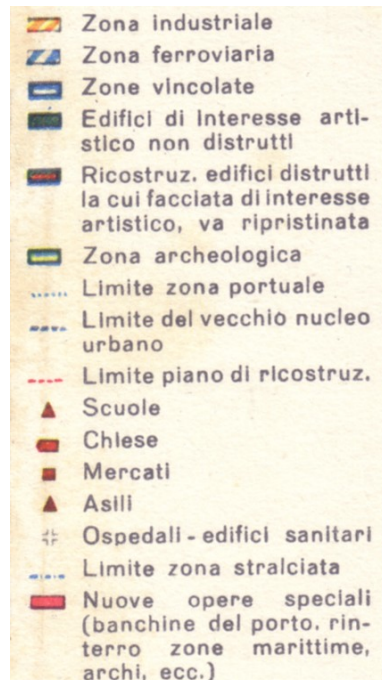 Zona industriale
Zona ferroviaria
Zone vincolate
Edifici di interesse arti-
stico non distrutti
Ricostruz. edifici distrutti
la cui facciata di interesse
artistico, va ripristinata
Zona archeologica
Limite zona portuale
Limite del vecchio nucleo
urbano
Limite piano di ricostruz.
Scuole
Chiese
Mercati
Asili
Ospedali - edifici sanitari
Limite zona stralciata
Nuove opere speciali
(banchine del porto. rin-
terro zone marittime,
archi, ecc.)